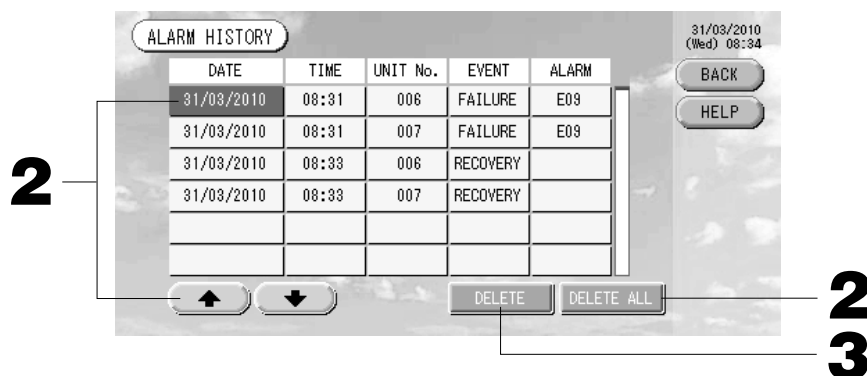 ALARM HISTORY
31/03/2010
(Wed) 08:34
BACK
HELP
DATE TIME UNIT No. EVENT ALARM
31/03/2010 08:31 006 FAILURE E09
31/03/2010 08:31 007 FAILURE E09
31/03/2010 08:33 006 RECOVERY
31/03/2010 08:33 007 RECOVERY
2
DELETE DELETE ALL
2
3